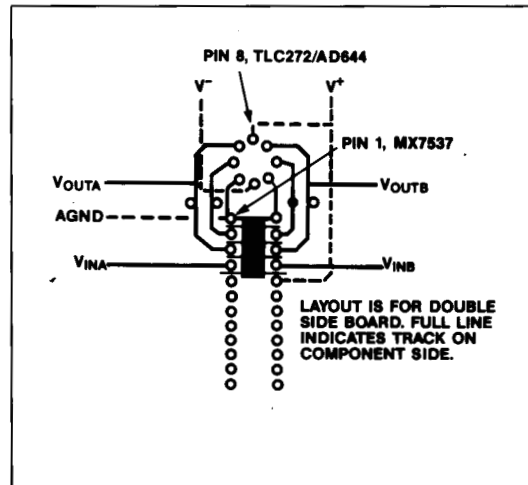 PIN 8, TLC272/AD644
V- V+
PIN 1, MX7537
VOUTA VOUTB
AGND
VINA VINB
LAYOUT IS FOR DOUBLE
SIDE BOARD. FULL LINE
INDICATES TRACK ON
COMPONENT SIDE.